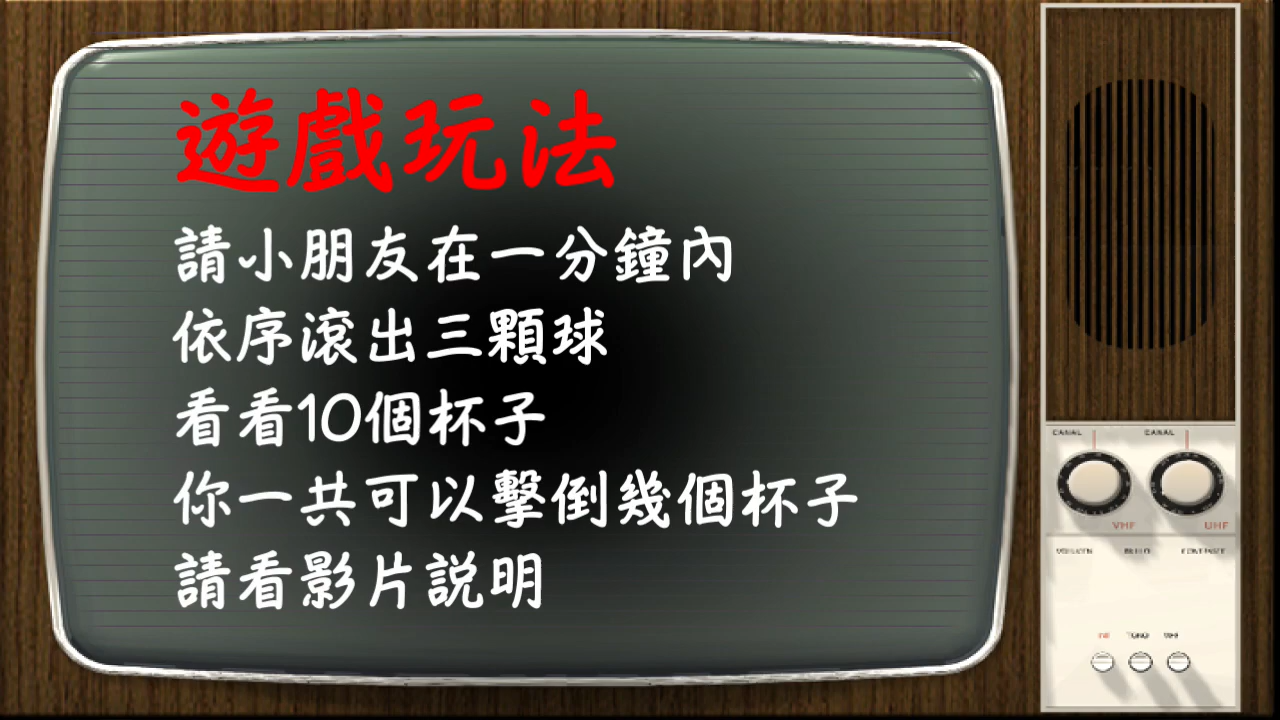 遊戲玩法
請小朋友在一分鐘內
依序滾出三顆球
看看10個杯子
你一共可以擊倒幾個杯子
請看影片説明
CANAL CANAL
VHF UHF